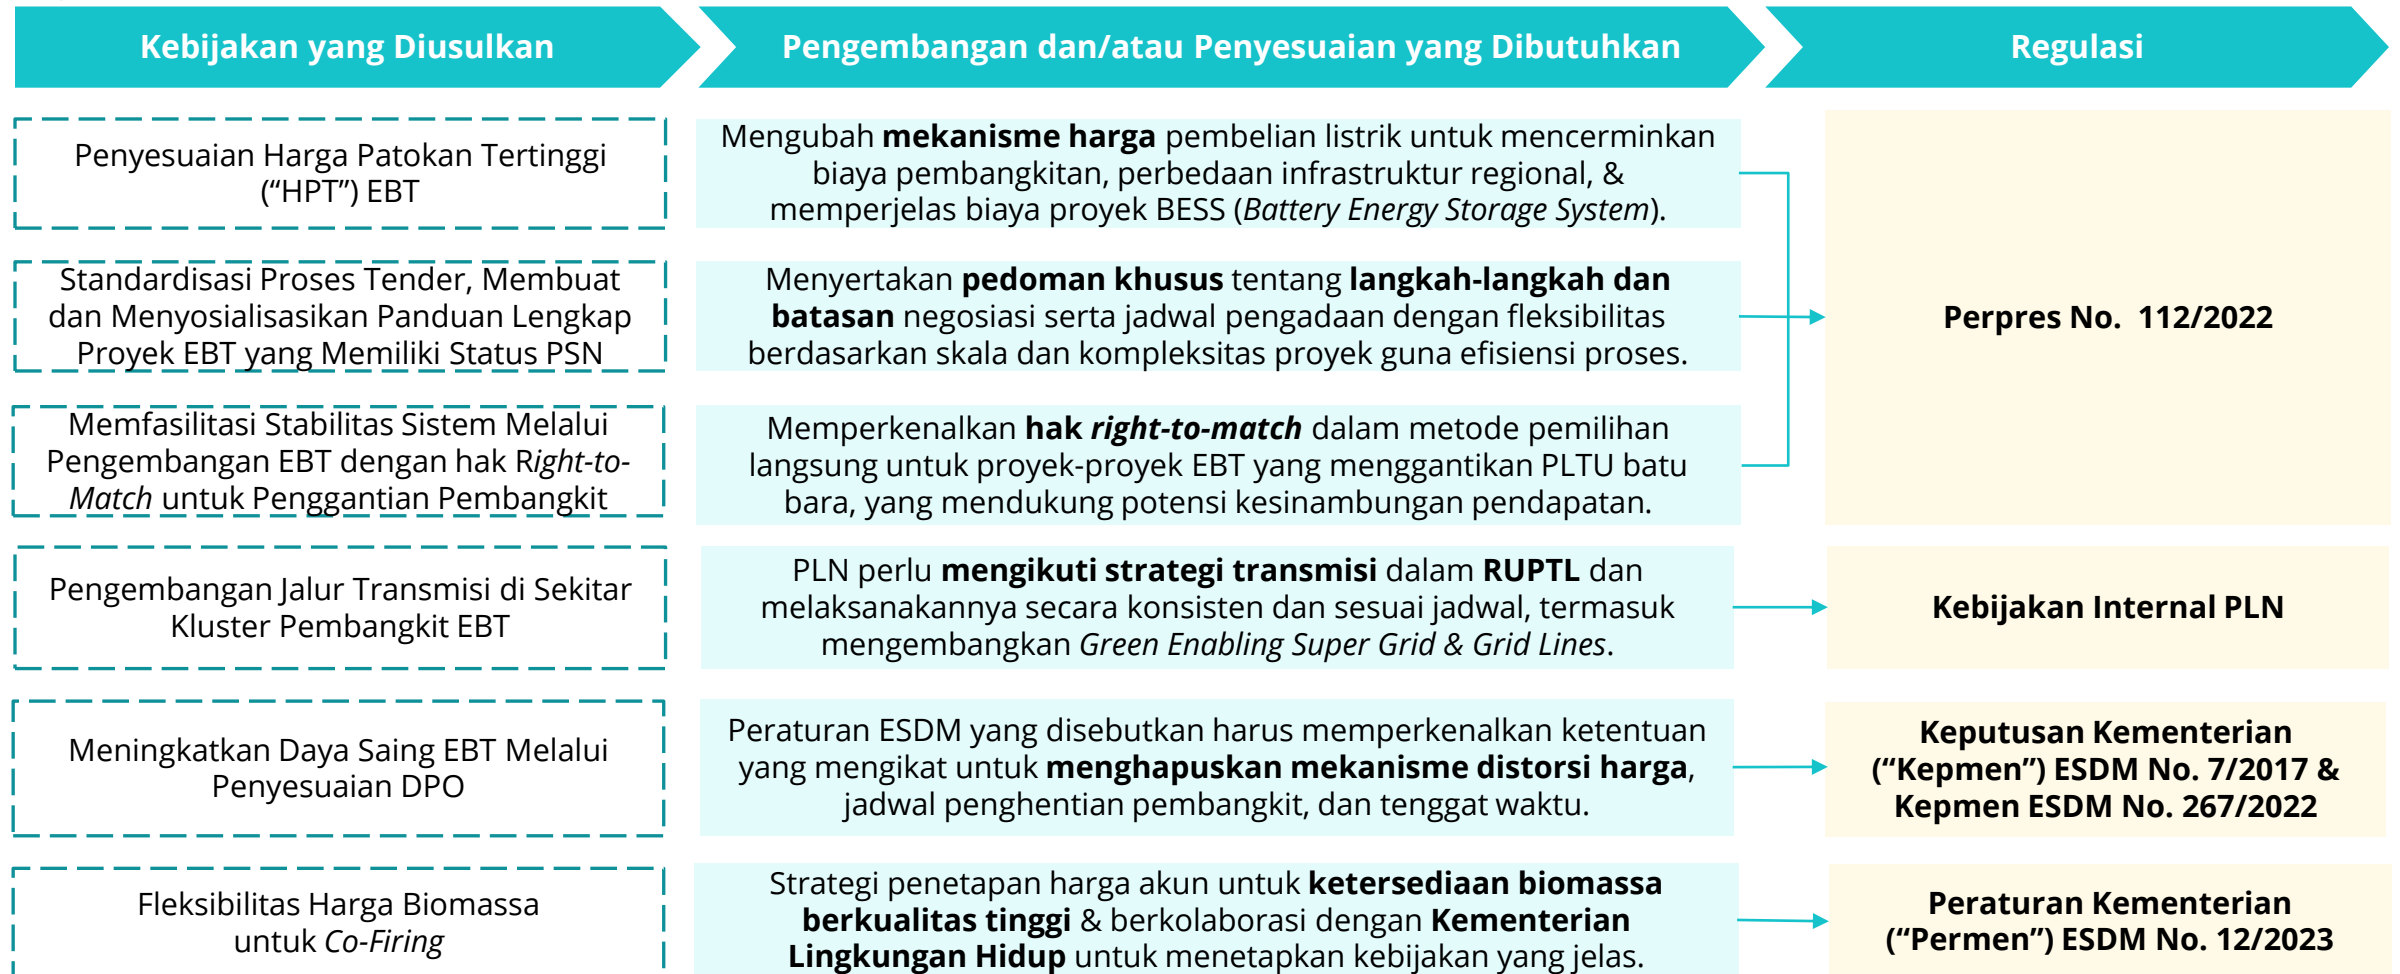 Kebijakan yang Diusulkan
Pengembangan dan/atau Penyesuaian yang Dibutuhkan
Regulasi
Penyesuaian Harga Patokan Tertinggi
(“HPT”) EBT
Mengubah mekanisme harga pembelian listrik untuk mencerminkan
biaya pembangkitan, perbedaan infrastruktur regional, &
memperjelas biaya proyek BESS (Battery Energy Storage System).
Standardisasi Proses Tender, Membuat
dan Menyosialisasikan Panduan Lengkap
Proyek EBT yang Memiliki Status PSN
Menyertakan pedoman khusus tentang langkah-langkah dan
batasan negosiasi serta jadwal pengadaan dengan fleksibilitas
berdasarkan skala dan kompleksitas proyek guna efisiensi proses.
Memfasilitasi Stabilitas Sistem Melalui
Pengembangan EBT dengan hak Right-to-
Match untuk Penggantian Pembangkit
Memperkenalkan hak right-to-match dalam metode pemilihan
langsung untuk proyek-proyek EBT yang menggantikan PLTU batu
bara, yang mendukung potensi kesinambungan pendapatan.
Perpres No. 112/2022
Pengembangan Jalur Transmisi di Sekitar
Kluster Pembangkit EBT
PLN perlu mengikuti strategi transmisi dalam RUPTL dan
melaksanakannya secara konsisten dan sesuai jadwal, termasuk
mengembangkan Green Enabling Super Grid & Grid Lines.
Kebijakan Internal PLN
Meningkatkan Daya Saing EBT Melalui
Penyesuaian DPO
Peraturan ESDM yang disebutkan harus memperkenalkan ketentuan
yang mengikat untuk menghapuskan mekanisme distorsi harga,
jadwal penghentian pembangkit, dan tenggat waktu.
Keputusan Kementerian
(“Kepmen”) ESDM No. 7/2017 &
Kepmen ESDM No. 267/2022
Fleksibilitas Harga Biomassa
untuk Co-Firing
Strategi penetapan harga akun untuk ketersediaan biomassa
berkualitas tinggi & berkolaborasi dengan Kementerian
Lingkungan Hidup untuk menetapkan kebijakan yang jelas.
Peraturan Kementerian
(“Permen”) ESDM No. 12/2023